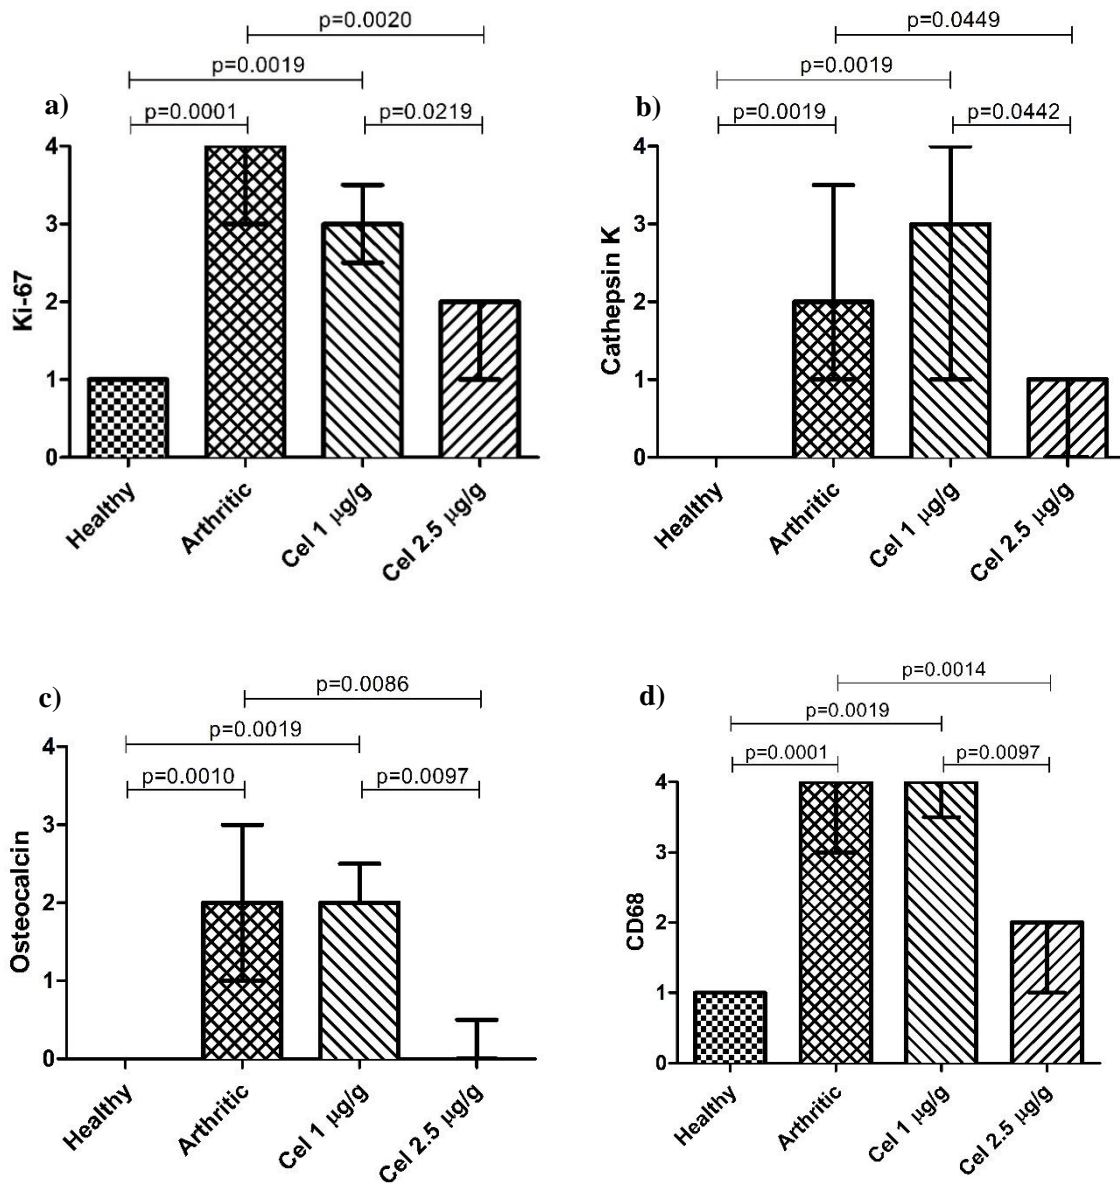 p=0.0020
p=0.0019
a)
p=0.0001 p=0.0219
4
3
2
1
0
Ki-67
Healthy
Arthritic
Cel 1 µg/g
Cel 2.5 µg/g
p=0.0449
p=0.0019
b)
p=0.0019 p=0.0442
4
3
2
1
0
Cathepsin K
Healthy
Arthritic
Cel 1 µg/g
Cel 2.5 µg/g
c)
p=0.0086
p=0.0019
p=0.0010 p=0.0097
4
3
2
1
0
Osteocalcin
Healthy
Arthritic
Cel 1 µg/g
Cel 2.5 µg/g
d)
p=0.0014
p=0.0019
p=0.0001 p=0.0097
4
3
2
1
0
CD68
Healthy
Arthritic
Cel 1 µg/g
Cel 2.5 µg/g